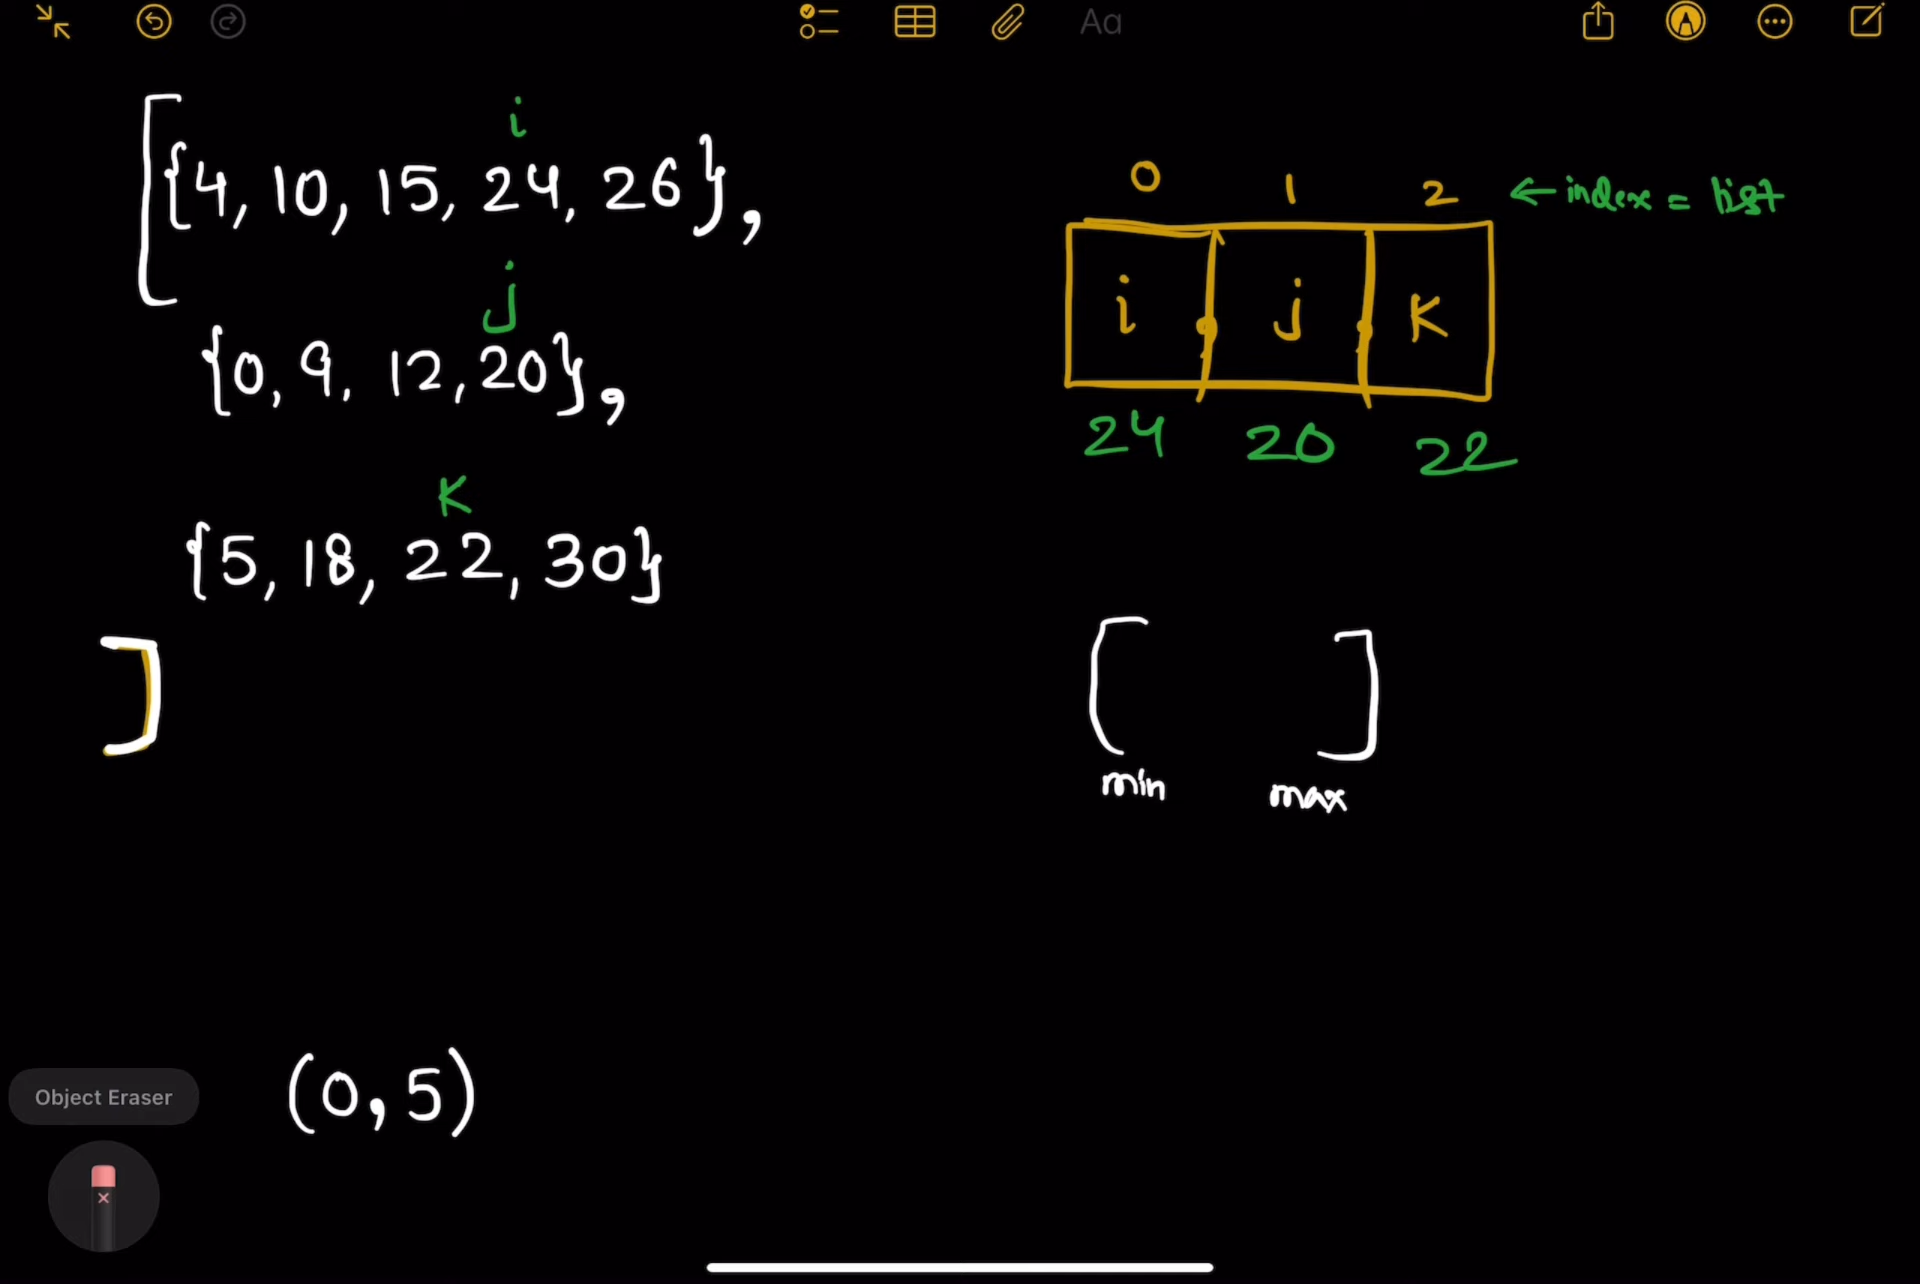 Aa
i
[{4, 10, 15, 24, 26},
j
{0, 9, 12, 20},
K
{5, 18, 22, 30}
]
0 1 2 ← index = list
i j K
24 20 22
[ ]
min max
(0, 5)
Object Eraser